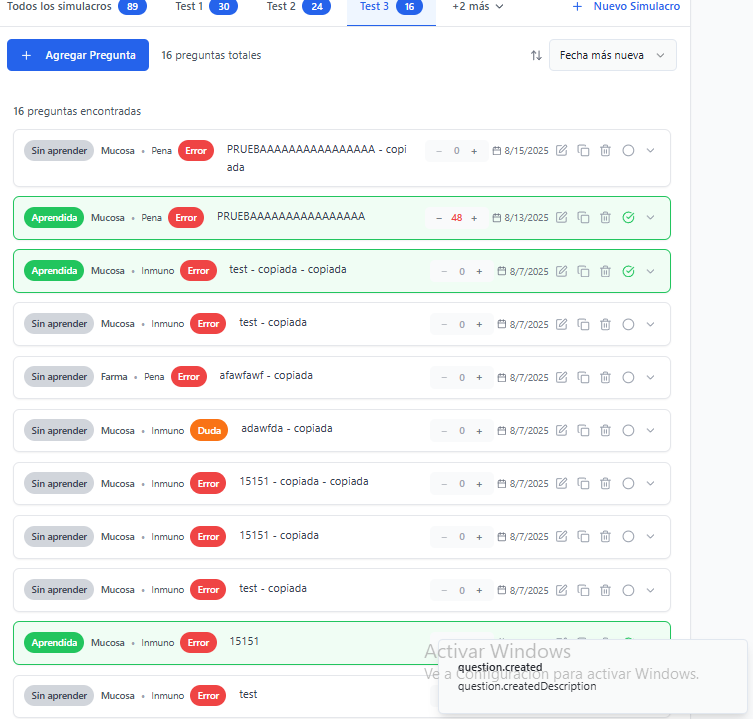 Todos los simulacros 89 Test 1 30 Test 2 24 Test 3 16 +2 más + Nuevo Simulacro
+ Agregar Pregunta 16 preguntas totales Fecha más nueva
16 preguntas encontradas
Sin aprender Mucosa • Pena Error PRUEBAAAAAAAAAAAAAAAA - copi
ada
− 0 + 8/15/2025
Aprendida Mucosa • Pena Error PRUEBAAAAAAAAAAAAAAAA − 48 + 8/13/2025
Aprendida Mucosa • Inmuno Error test - copiada - copiada − 0 + 8/7/2025
Sin aprender Mucosa • Inmuno Error test - copiada − 0 + 8/7/2025
Sin aprender Farma • Pena Error afawfawf - copiada − 0 + 8/7/2025
Sin aprender Mucosa • Inmuno Duda adawfda - copiada − 0 + 8/7/2025
Sin aprender Mucosa • Inmuno Error 15151 - copiada - copiada − 0 + 8/7/2025
Sin aprender Mucosa • Inmuno Error 15151 - copiada − 0 + 8/7/2025
Sin aprender Mucosa • Inmuno Error test - copiada − 0 + 8/7/2025
Aprendida Mucosa • Inmuno Error 15151
Sin aprender Mucosa • Inmuno Error test
Activar Windows
Ve a Configuración para activar Windows.
question.created
question.createdDescription